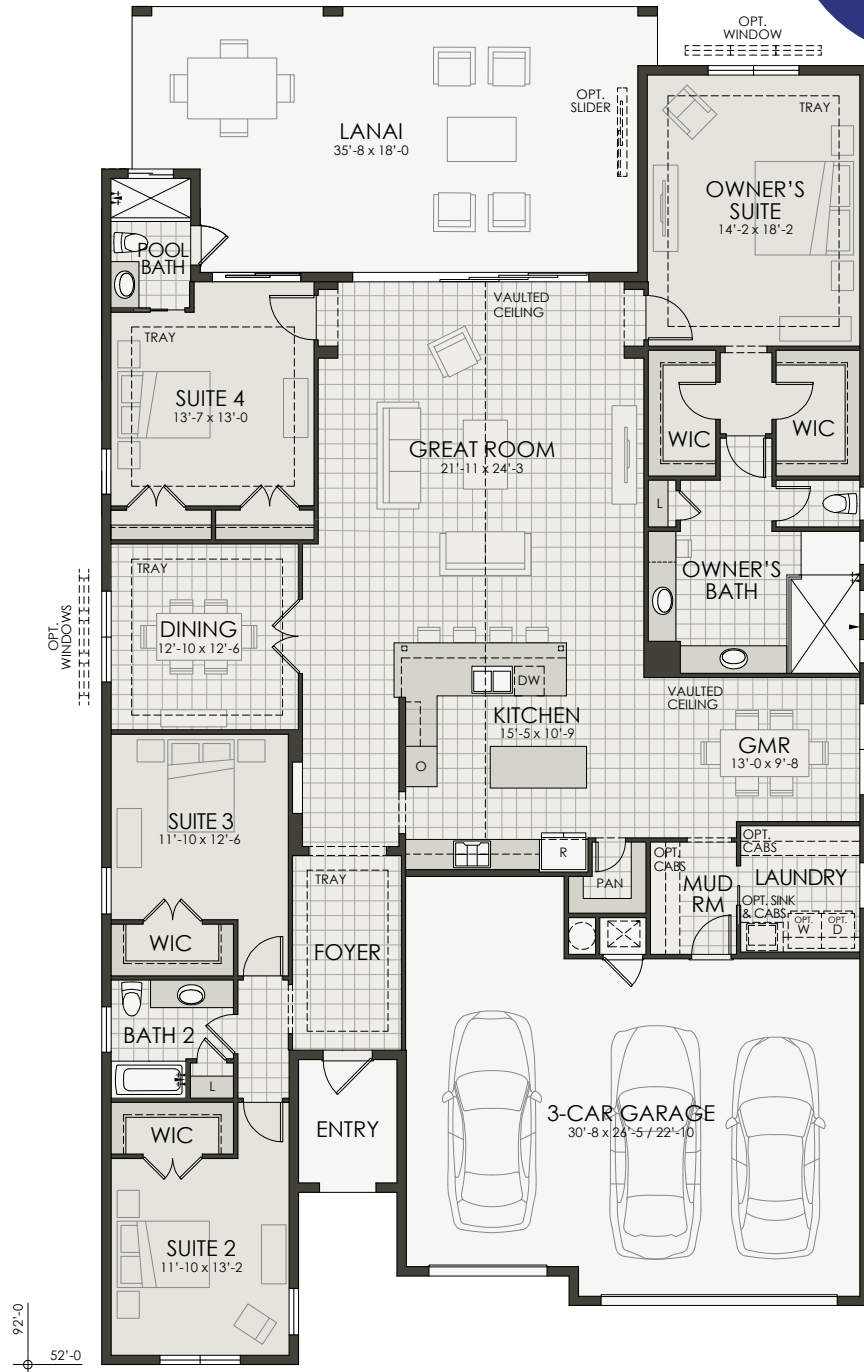 OPT.
WINDOW
OPT.
SLIDER
TRAY
LANAI
35'-8 x 18'-0
OWNER'S
SUITE
14'-2 x 18'-2
POOL
BATH
VAULTED
CEILING
TRAY
SUITE 4
13'-7 x 13'-0
GREAT ROOM
21'-11 x 24'-3
WIC
WIC
L
OWNER'S
BATH
TRAY
DINING
12'-10 x 12'-6
OPT.
WINDOWS
DW
KITCHEN
15'-5 x 10'-9
VAULTED
CEILING
GMR
13'-0 x 9'-8
SUITE 3
11'-10 x 12'-6
R
PAN
OPT.
CABS
MUD
RM
OPT.
CABS
LAUNDRY
OPT. SINK
& CABS
OPT.
W
OPT.
D
TRAY
FOYER
WIC
BATH 2
L
WIC
ENTRY
3-CAR GARAGE
30'-8 x 26'-5 / 22'-10
SUITE 2
11'-10 x 13'-2
92'-0
52'-0